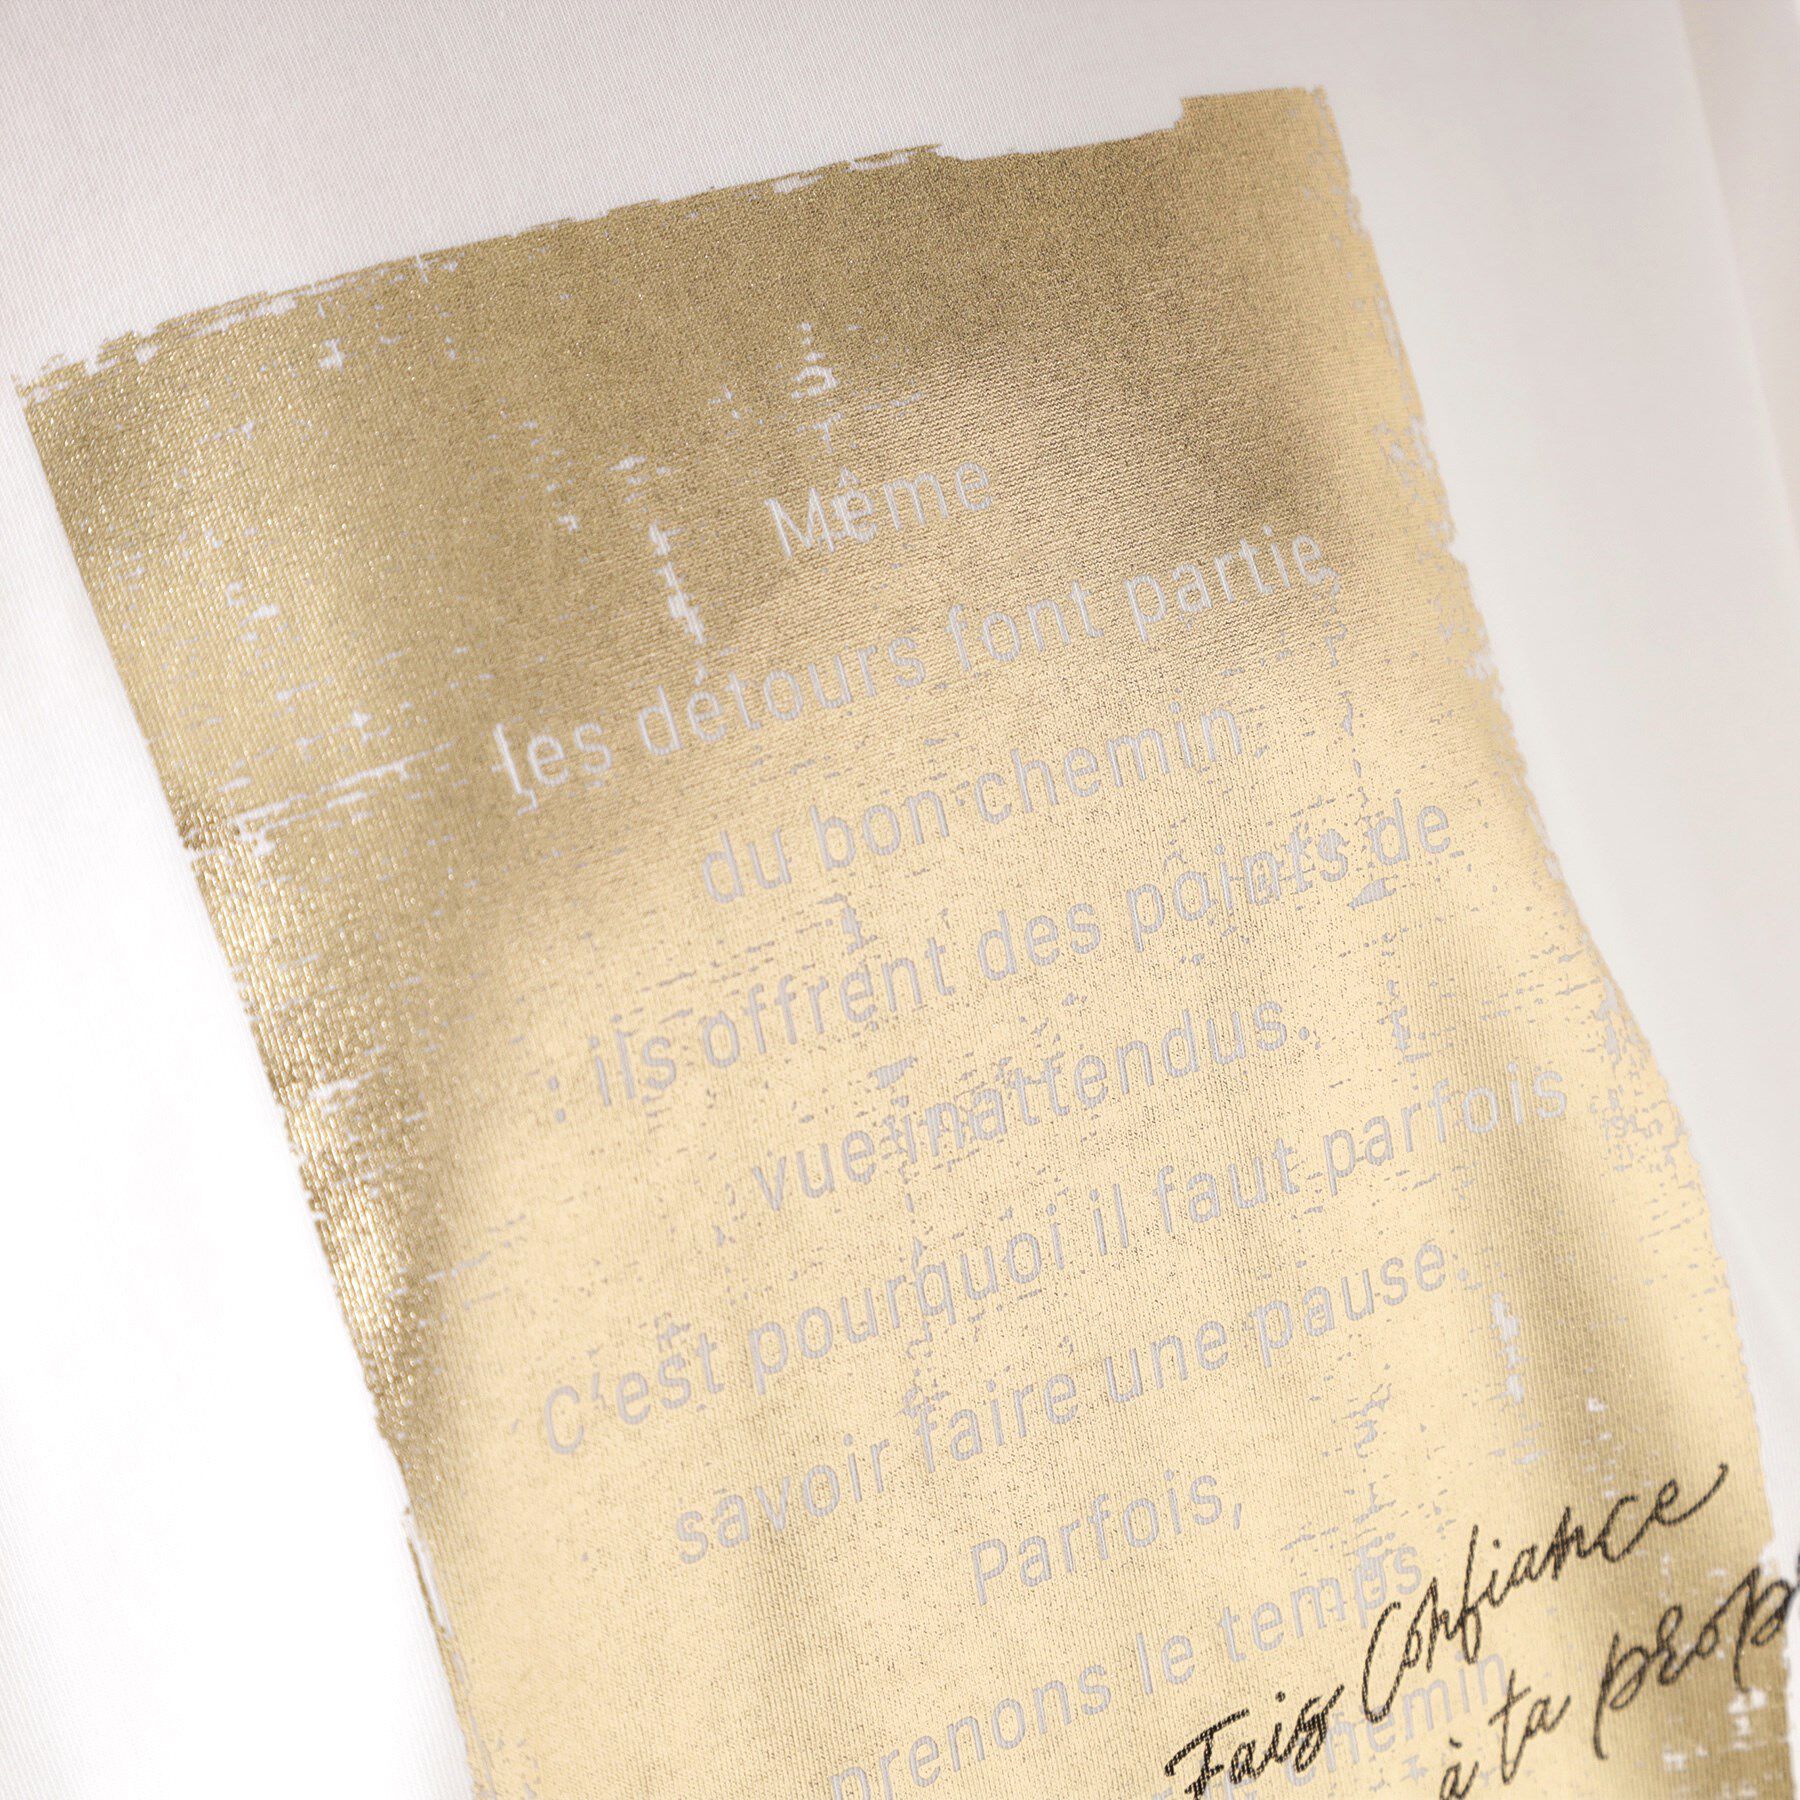 Même
les détours font partie
du bon chemin
: ils offrent des points de
vue inattendus.
C'est pourquoi il faut parfois
savoir faire une pause.
Parfois,
prenons le temps
chemin
Fais Confiance
à ta